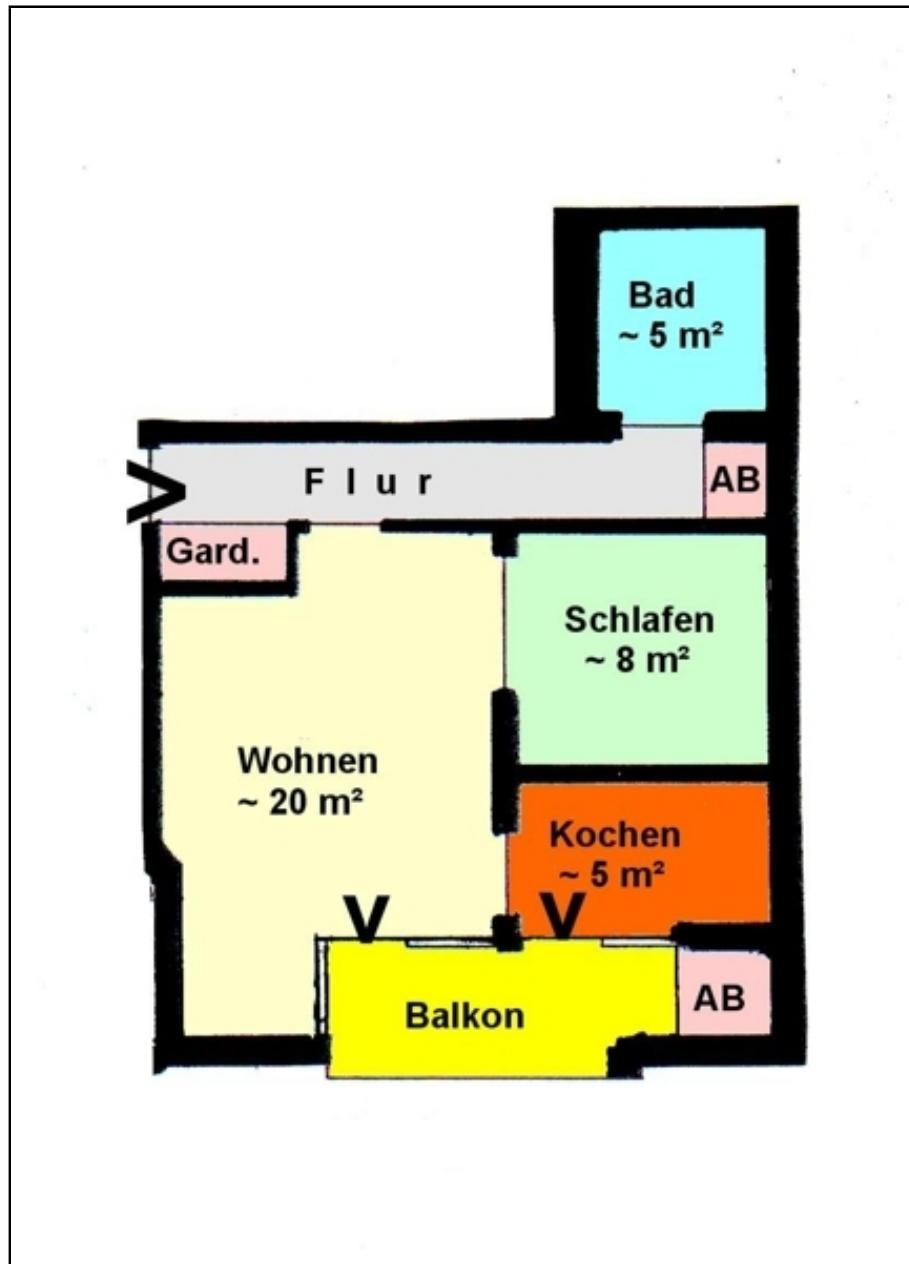 Bad
~ 5 m²
F l u r
AB
Gard.
Schlafen
~ 8 m²
Wohnen
~ 20 m²
Kochen
~ 5 m²
Balkon
AB